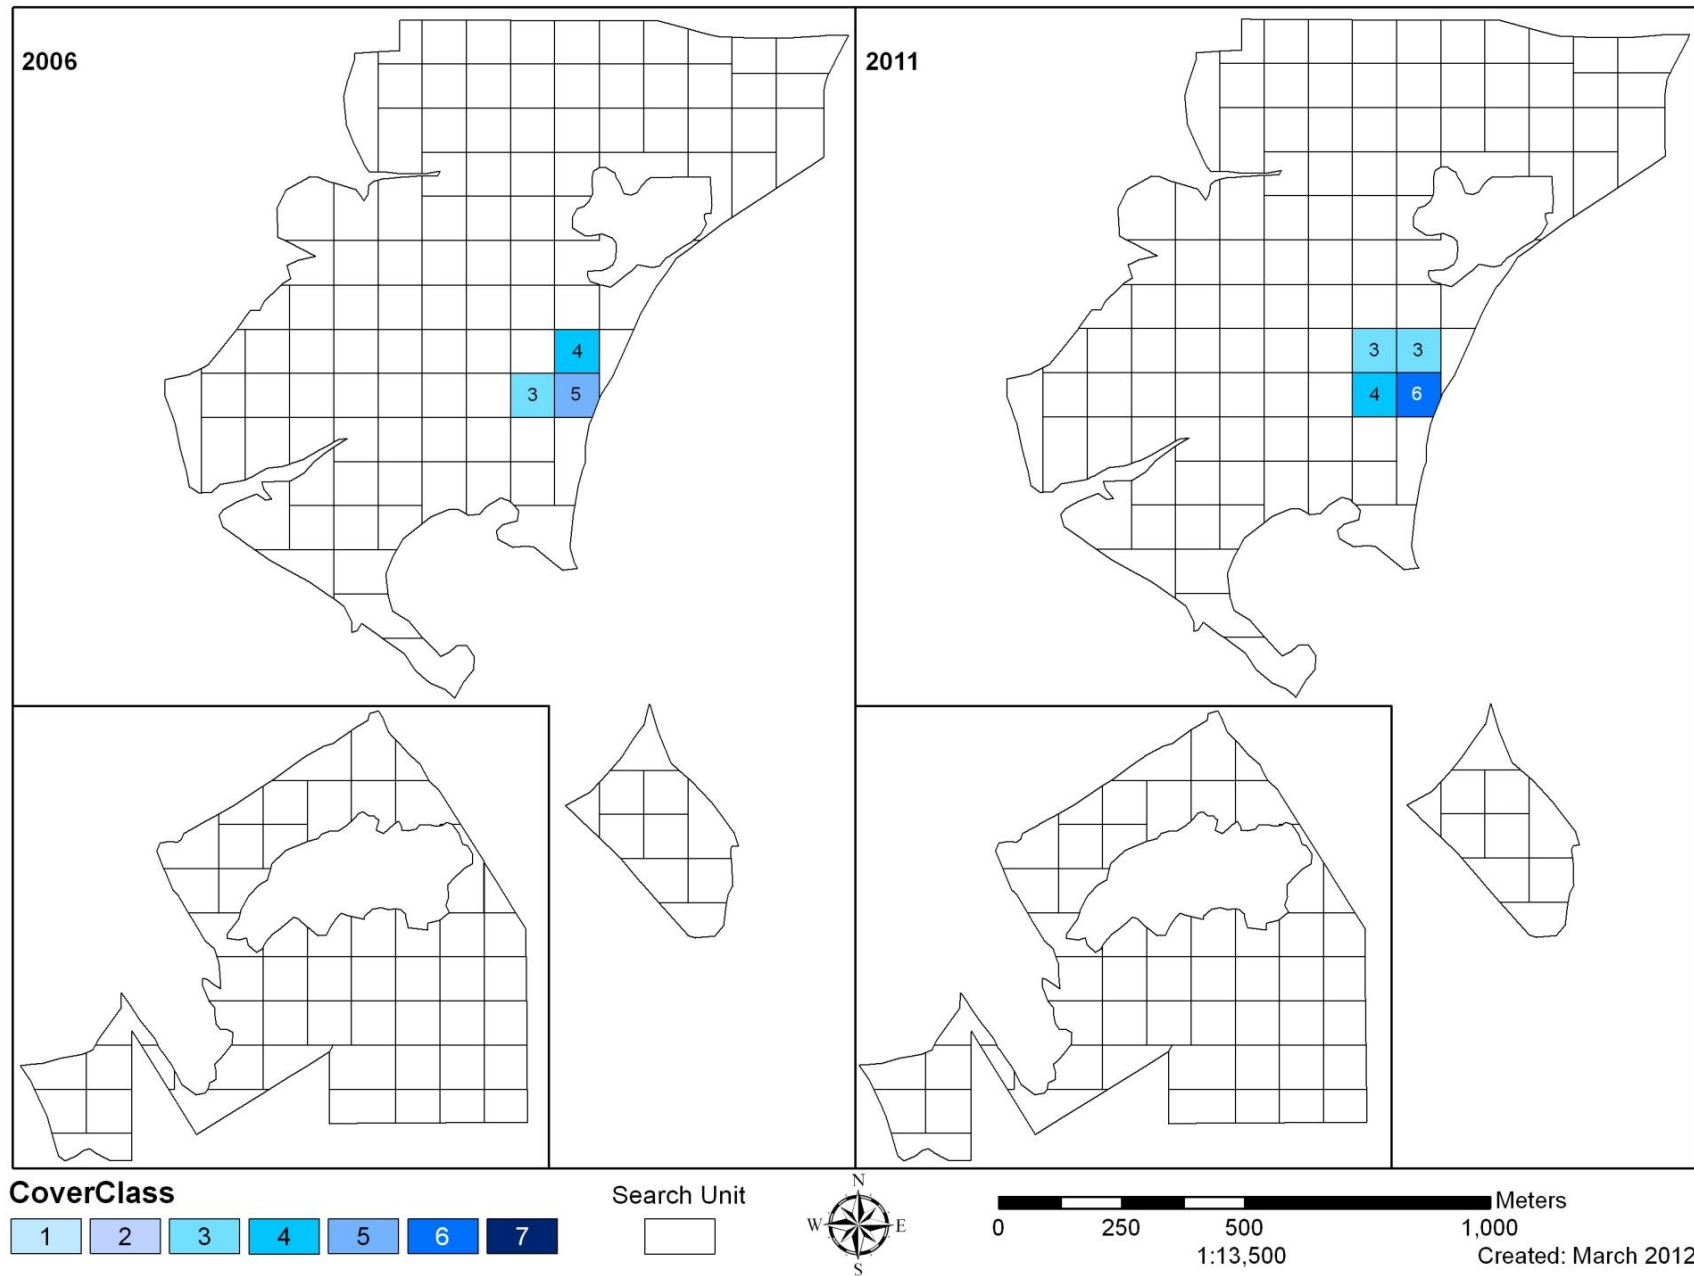 2006
2011
4
3 5
3 3
4 6
CoverClass
1 2 3 4 5 6 7
Search Unit
N
W E
S
Meters
0 250 500 1,000
1:13,500
Created: March 2012